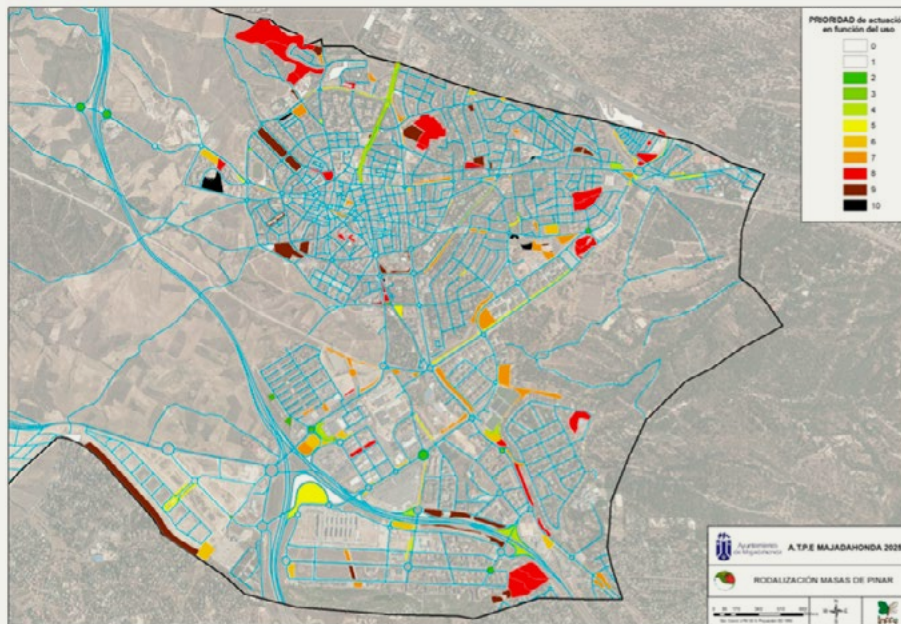 PRIORIDAD de actuación
en función del uso
0
1
2
3
4
5
6
7
8
9
10
Ayuntamiento
de Majadahonda
A.T.P.E MAJADAHONDA 2025
RODALIZACIÓN MASAS DE PINAR